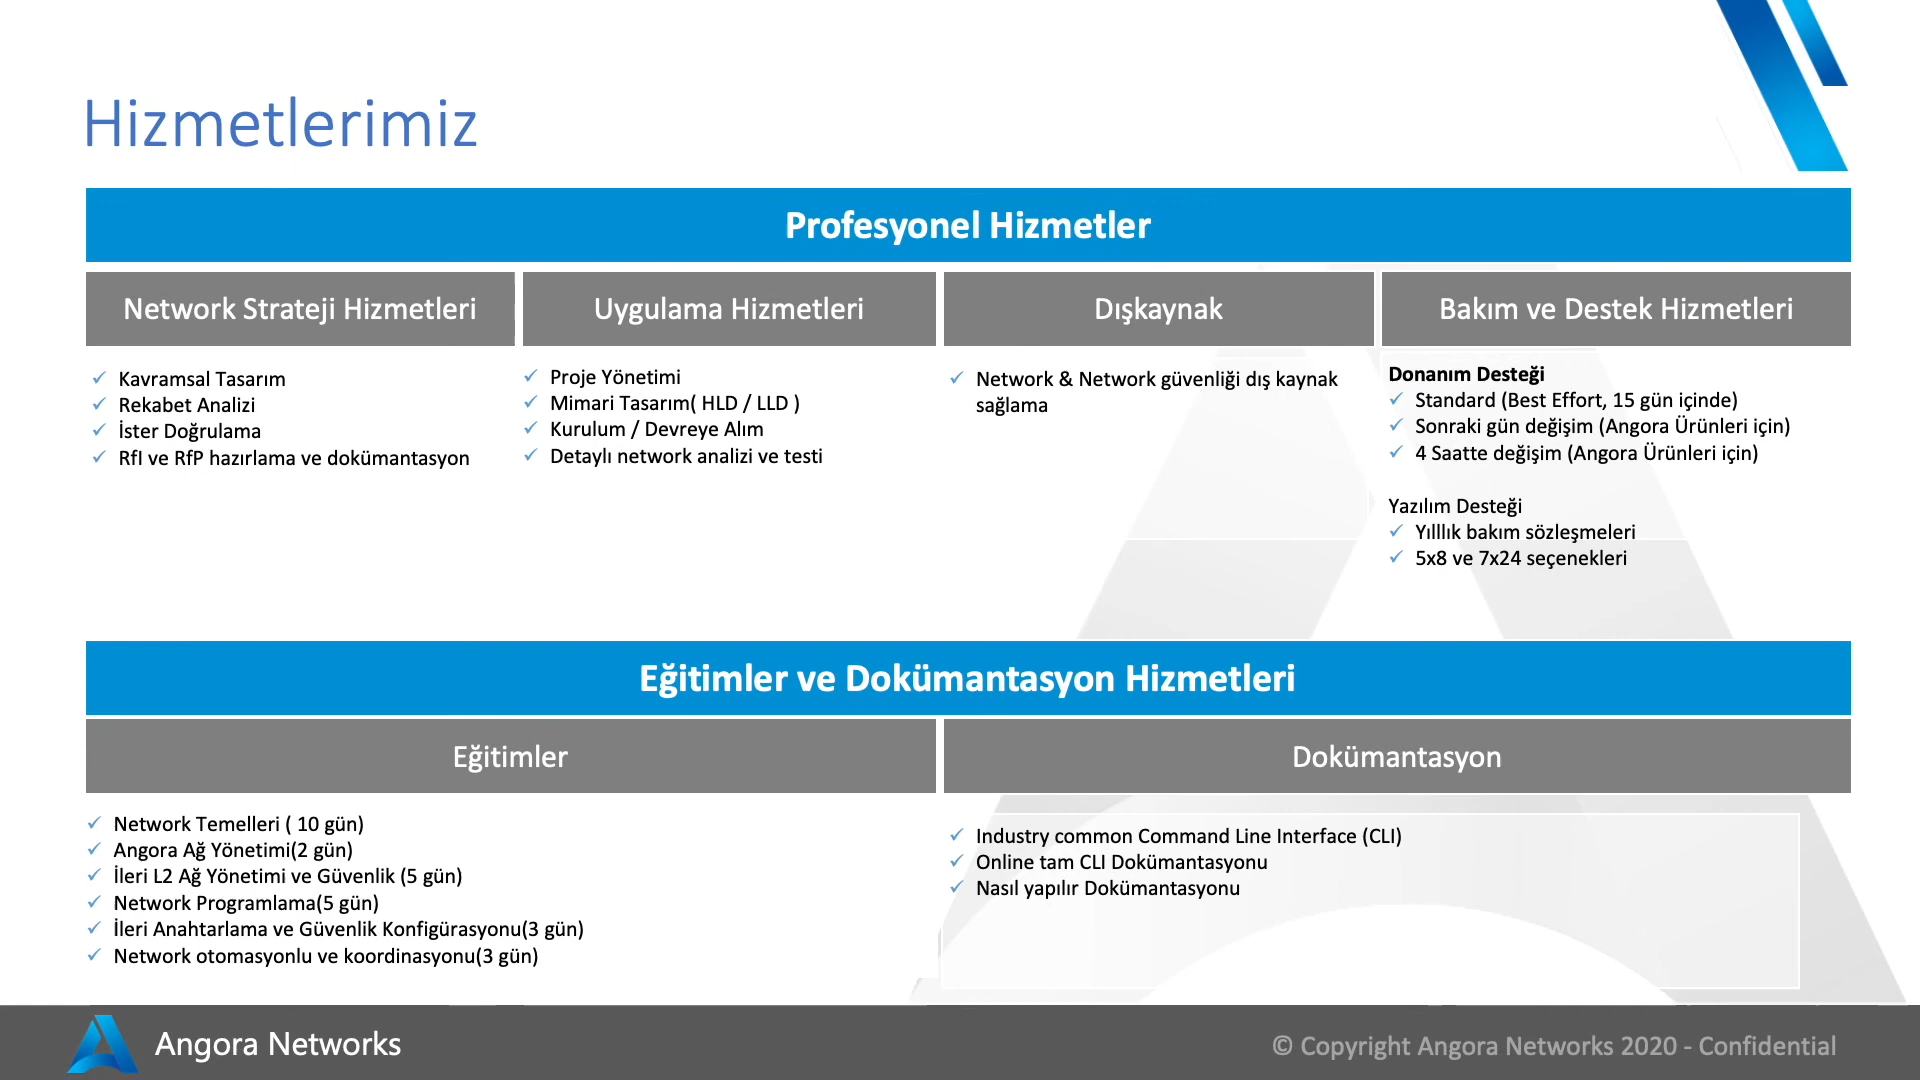 Hizmetlerimiz
Profesyonel Hizmetler
Network Strateji Hizmetleri
✓ Kavramsal Tasarım
✓ Rekabet Analizi
✓ İster Doğrulama
✓ RfI ve RfP hazırlama ve dokümantasyon
Uygulama Hizmetleri
✓ Proje Yönetimi
✓ Mimari Tasarım( HLD / LLD )
✓ Kurulum / Devreye Alım
✓ Detaylı network analizi ve testi
Dışkaynak
✓ Network & Network güvenliği dış kaynak
sağlama
Bakım ve Destek Hizmetleri
Donanım Desteği
✓ Standard (Best Effort, 15 gün içinde)
✓ Sonraki gün değişim (Angora Ürünleri için)
✓ 4 Saatte değişim (Angora Ürünleri için)
Yazılım Desteği
✓ Yılllık bakım sözleşmeleri
✓ 5x8 ve 7x24 seçenekleri
Eğitimler ve Dokümantasyon Hizmetleri
Eğitimler
✓ Network Temelleri ( 10 gün)
✓ Angora Ağ Yönetimi(2 gün)
✓ İleri L2 Ağ Yönetimi ve Güvenlik (5 gün)
✓ Network Programlama(5 gün)
✓ İleri Anahtarlama ve Güvenlik Konfigürasyonu(3 gün)
✓ Network otomasyonlu ve koordinasyonu(3 gün)
Dokümantasyon
✓ Industry common Command Line Interface (CLI)
✓ Online tam CLI Dokümantasyonu
✓ Nasıl yapılır Dokümantasyonu
Angora Networks
© Copyright Angora Networks 2020 - Confidential